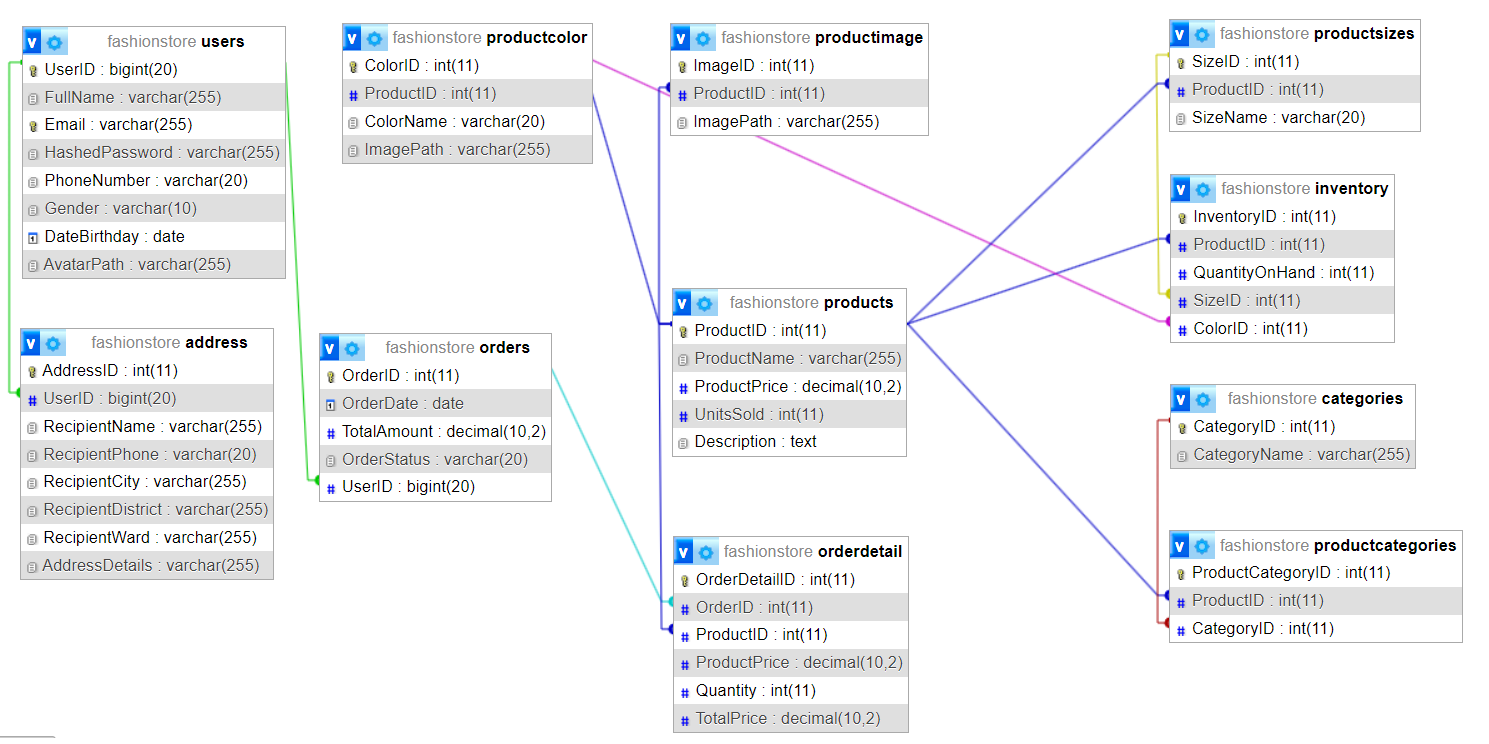 v fashionstore users
UserID : bigint(20)
FullName : varchar(255)
Email : varchar(255)
HashedPassword : varchar(255)
PhoneNumber : varchar(20)
Gender : varchar(10)
DateBirthday : date
AvatarPath : varchar(255)
v fashionstore address
AddressID : int(11)
UserID : bigint(20)
RecipientName : varchar(255)
RecipientPhone : varchar(20)
RecipientCity : varchar(255)
RecipientDistrict : varchar(255)
RecipientWard : varchar(255)
AddressDetails : varchar(255)
v fashionstore productcolor
ColorID : int(11)
# ProductID : int(11)
ColorName : varchar(20)
ImagePath : varchar(255)
v fashionstore orders
OrderID : int(11)
OrderDate : date
# TotalAmount : decimal(10,2)
OrderStatus : varchar(20)
# UserID : bigint(20)
v fashionstore productimage
ImageID : int(11)
# ProductID : int(11)
ImagePath : varchar(255)
v fashionstore products
ProductID : int(11)
ProductName : varchar(255)
# ProductPrice : decimal(10,2)
# UnitsSold : int(11)
Description : text
v fashionstore orderdetail
OrderDetailID : int(11)
# OrderID : int(11)
# ProductID : int(11)
# ProductPrice : decimal(10,2)
# Quantity : int(11)
# TotalPrice : decimal(10,2)
v fashionstore productsizes
SizeID : int(11)
# ProductID : int(11)
SizeName : varchar(20)
v fashionstore inventory
InventoryID : int(11)
# ProductID : int(11)
# QuantityOnHand : int(11)
# SizeID : int(11)
# ColorID : int(11)
v fashionstore categories
CategoryID : int(11)
CategoryName : varchar(255)
v fashionstore productcategories
ProductCategoryID : int(11)
# ProductID : int(11)
# CategoryID : int(11)